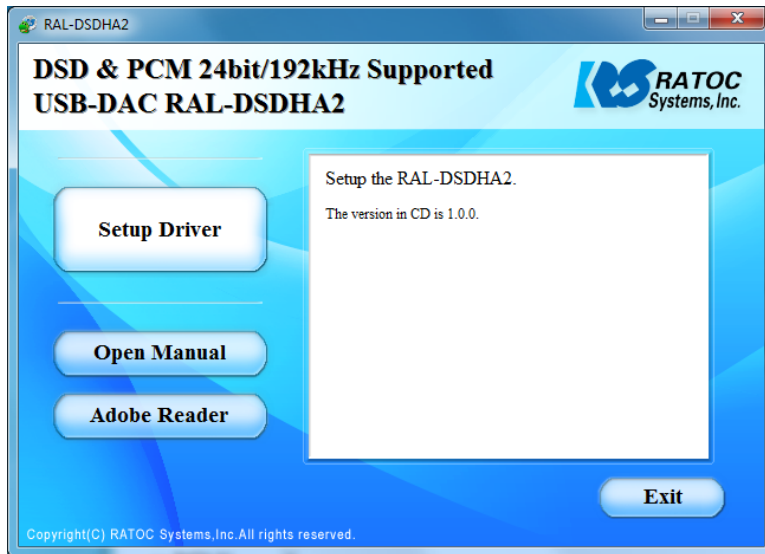 RAL-DSDHA2
DSD & PCM 24bit/192kHz Supported
USB-DAC RAL-DSDHA2
RATOC
Systems, Inc.
Setup the RAL-DSDHA2.
The version in CD is 1.0.0.
Setup Driver
Open Manual
Adobe Reader
Exit
Copyright(C) RATOC Systems,Inc.All rights reserved.